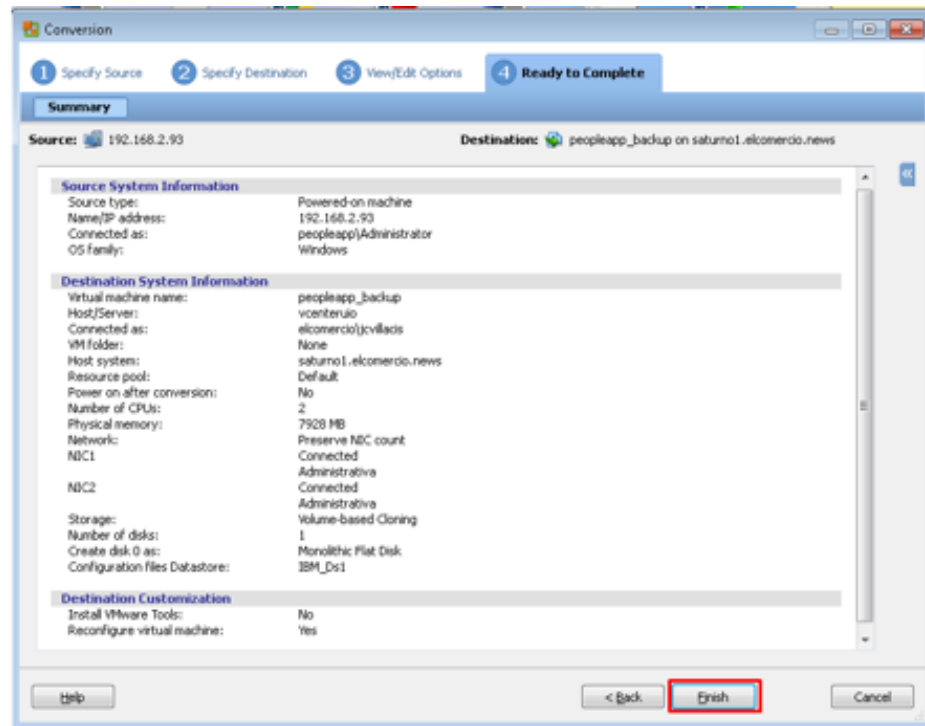 Conversion
1 Specify Source 2 Specify Destination 3 View/Edit Options 4 Ready to Complete
Summary
Source: 192.168.2.93 Destination: peopleapp_backup on saturno1.elcomercio.news
Source System Information
Source type: Powered-on machine
Name/IP address: 192.168.2.93
Connected as: peopleapp\Administrator
OS family: Windows
Destination System Information
Virtual machine name: peopleapp_backup
Host/Server: vcenteruio
Connected as: elcomercio\jcvillacis
VM folder: None
Host system: saturno1.elcomercio.news
Resource pool: Default
Power on after conversion: No
Number of CPUs: 2
Physical memory: 7928 MB
Network: Preserve NIC count
NIC1 Connected
Administrativa
NIC2 Connected
Administrativa
Storage: Volume-based Cloning
Number of disks: 1
Create disk 0 as: Monolithic Flat Disk
Configuration files Datastore: IBM_Ds1
Destination Customization
Install VMware Tools: No
Reconfigure virtual machine: Yes
Help < Back Finish Cancel